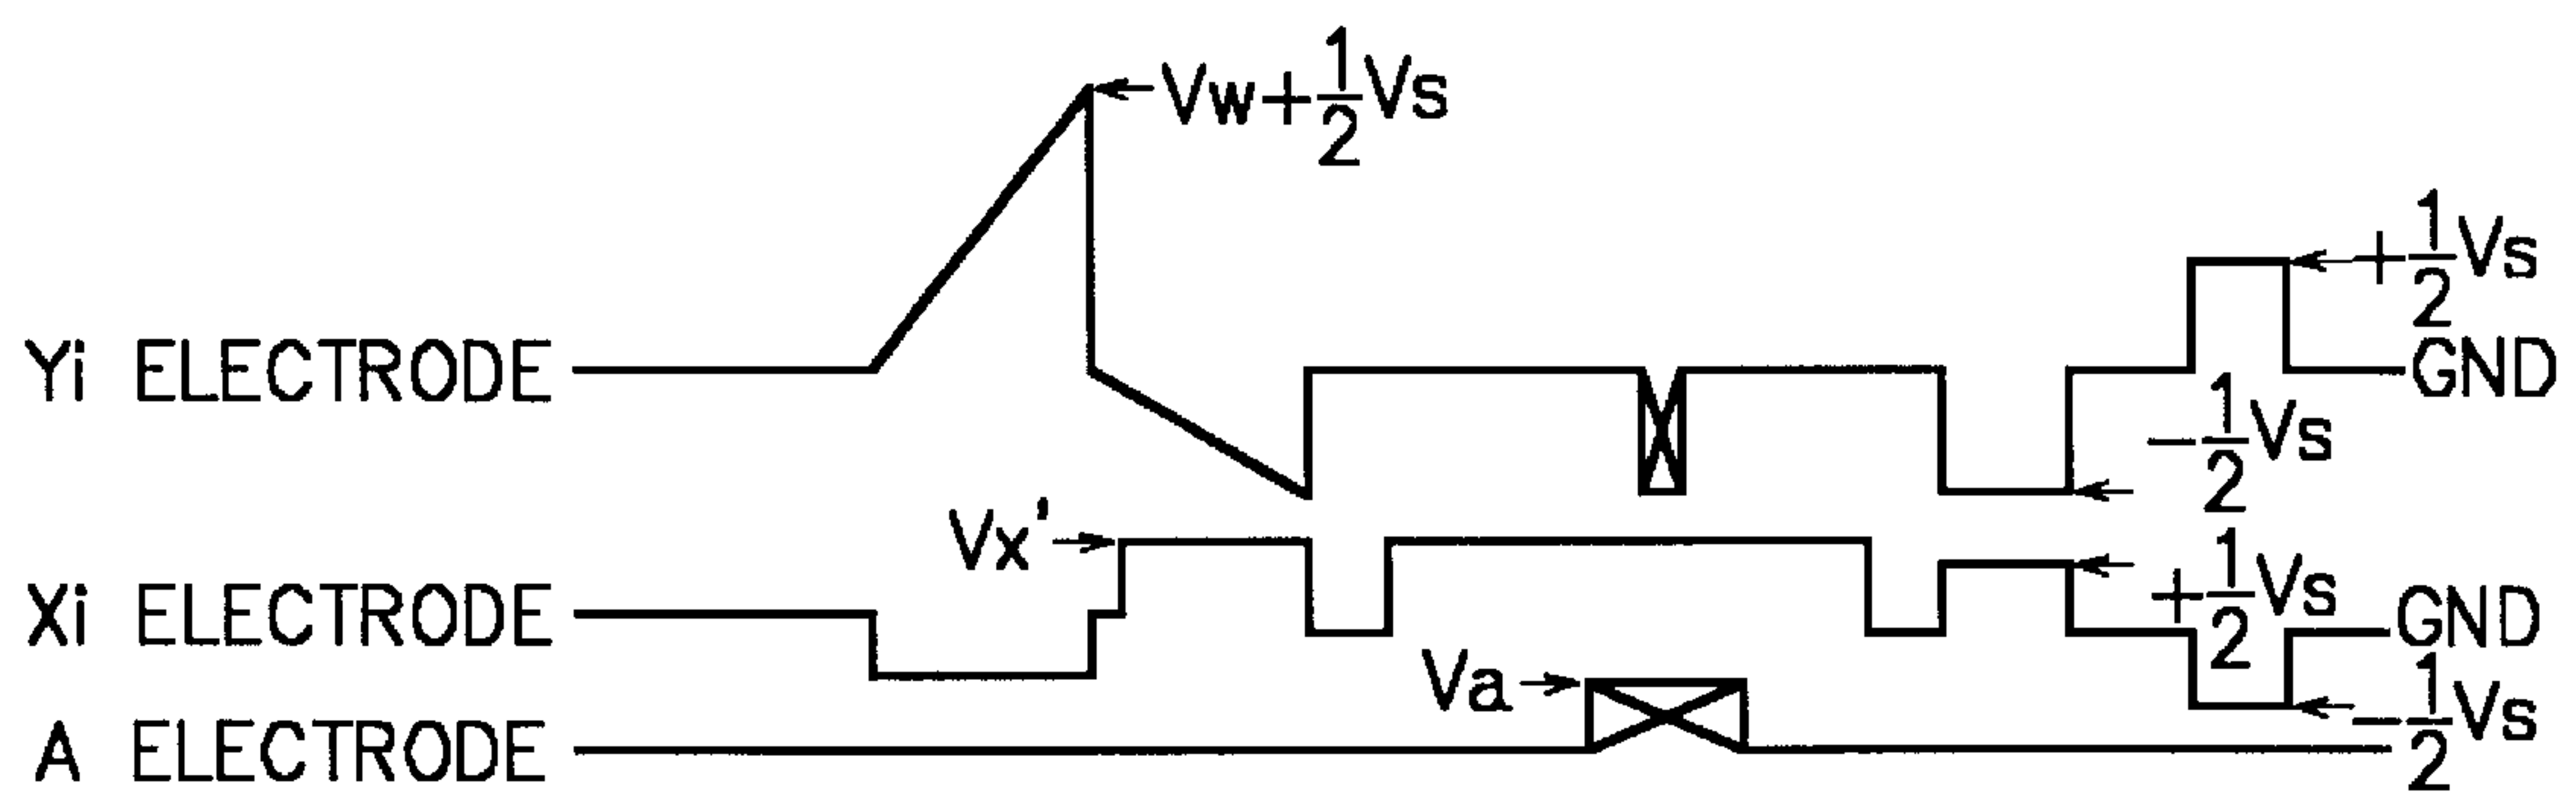 Vw+1/2Vs
+1/2Vs
Yi ELECTRODE
GND
-1/2Vs
Vx'
+1/2Vs
Xi ELECTRODE
GND
Va
-1/2Vs
A ELECTRODE